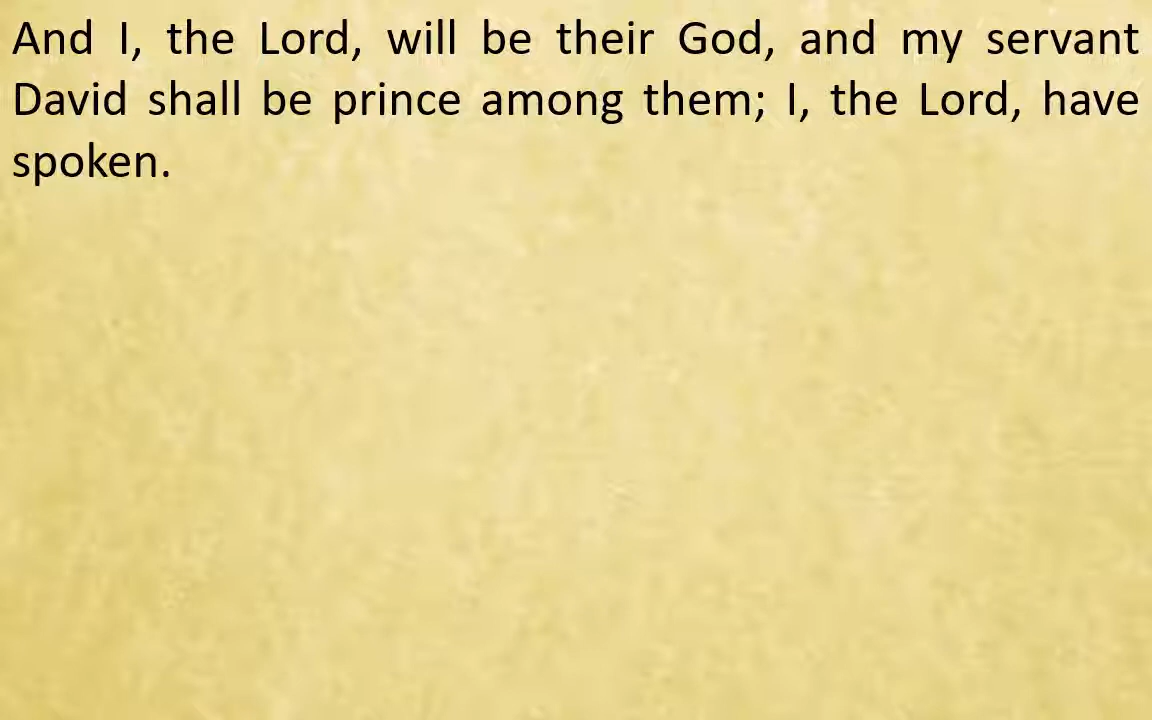 And I, the Lord, will be their God, and my servant
David shall be prince among them; I, the Lord, have
spoken.